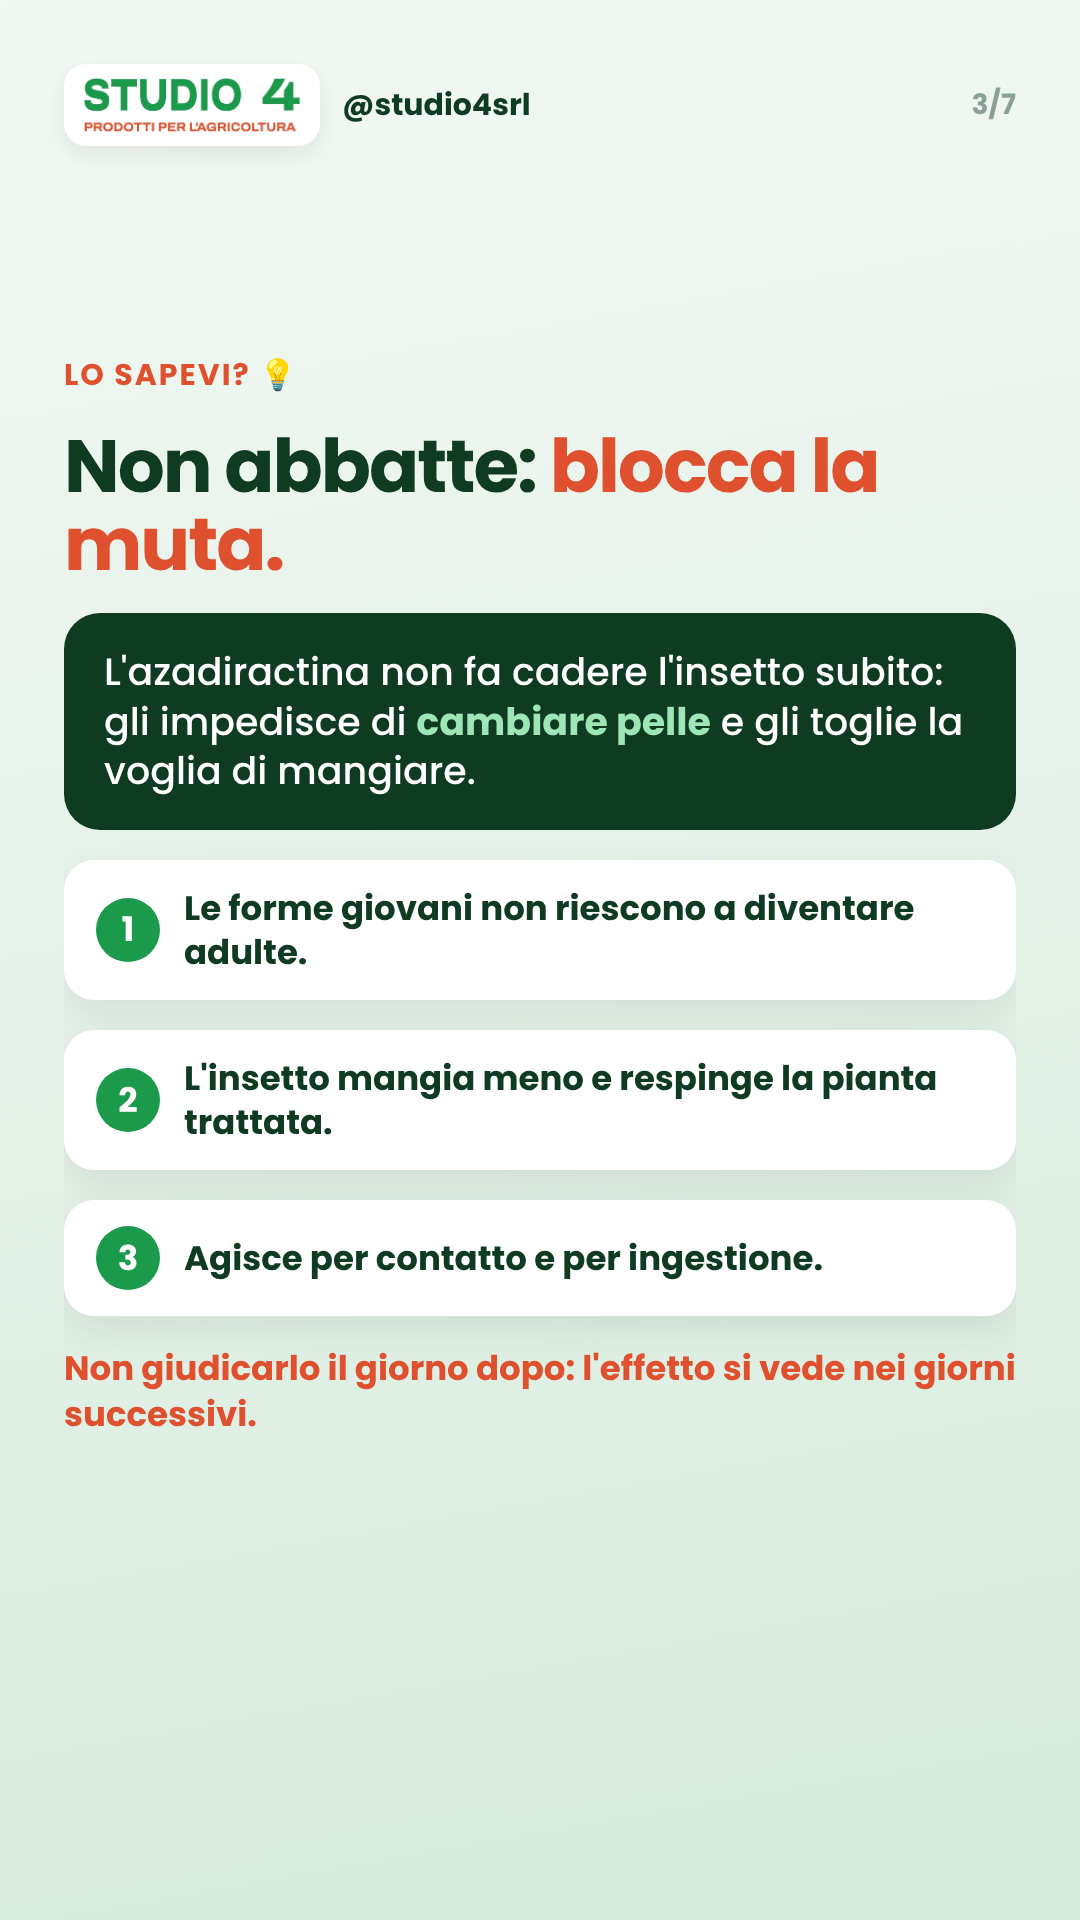 STUDIO 4
PRODOTTI PER L'AGRICOLTURA
@studio4srl
3/7
LO SAPEVI? 💡
Non abbatte: blocca la
muta.
L'azadiractina non fa cadere l'insetto subito:
gli impedisce di cambiare pelle e gli toglie la
voglia di mangiare.
1
Le forme giovani non riescono a diventare
adulte.
2
L'insetto mangia meno e respinge la pianta
trattata.
3
Agisce per contatto e per ingestione.
Non giudicarlo il giorno dopo: l'effetto si vede nei giorni
successivi.